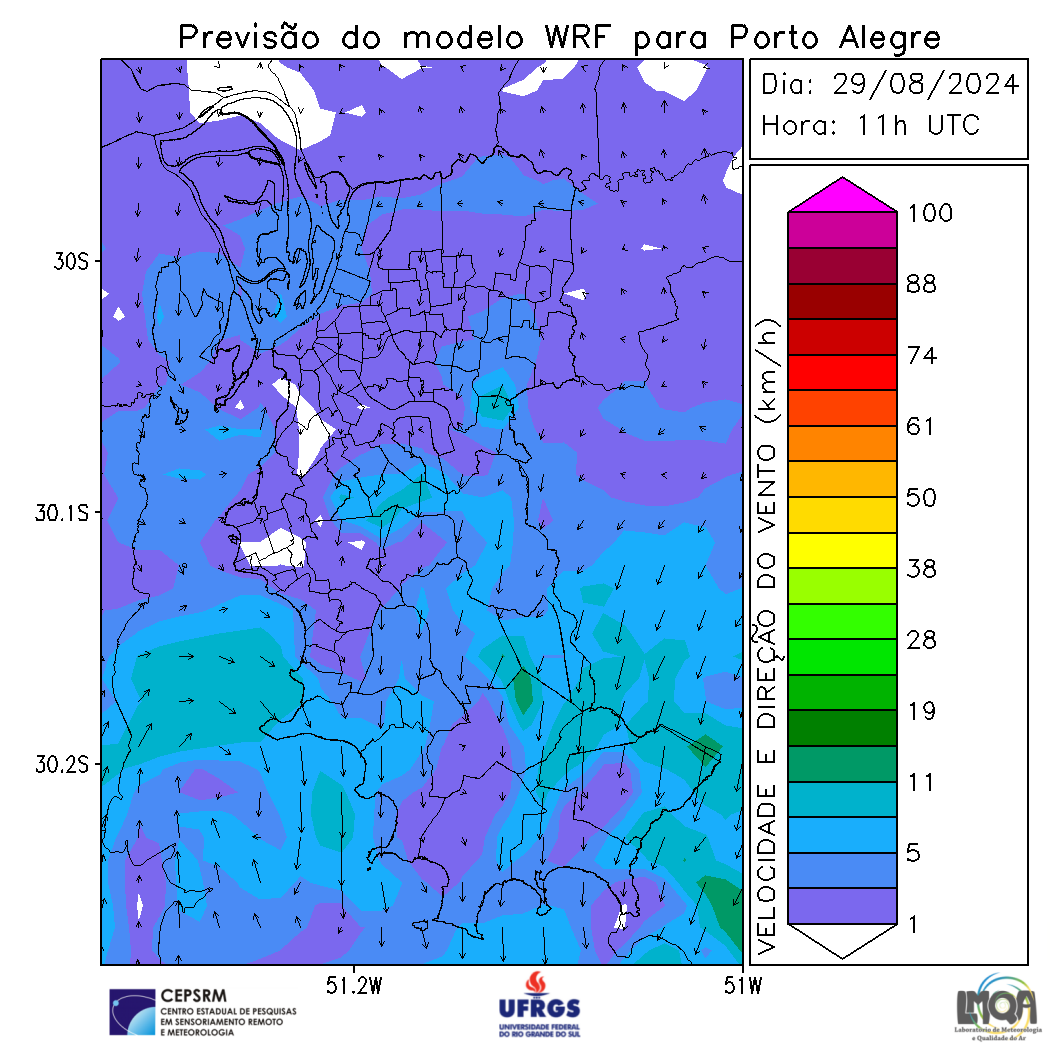 Previsão do modelo WRF para Porto Alegre
Dia: 29/08/2024
Hora: 11h UTC
30S
30.1S
30.2S
51.2W
51W
VELOCIDADE E DIREÇÃO DO VENTO (km/h)
100
88
74
61
50
38
28
19
11
5
1
CEPSRM
CENTRO ESTADUAL DE PESQUISAS
EM SENSORIAMENTO REMOTO
E METEOROLOGIA
UFRGS
UNIVERSIDADE FEDERAL
DO RIO GRANDE DO SUL
LMQA
Laboratório de Meteorologia
e Qualidade do Ar